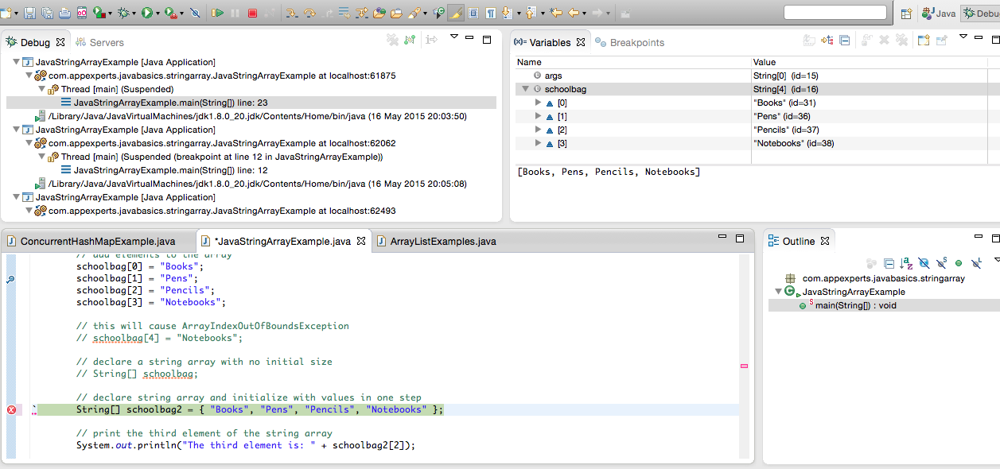 Java
Debu
Debug
Servers
JavaStringArrayExample [Java Application]
com.appexperts.javabasics.stringarray.JavaStringArrayExample at localhost:61875
Thread [main] (Suspended)
JavaStringArrayExample.main(String[]) line: 23
/Library/Java/JavaVirtualMachines/jdk1.8.0_20.jdk/Contents/Home/bin/java (16 May 2015 20:03:50)
JavaStringArrayExample [Java Application]
com.appexperts.javabasics.stringarray.JavaStringArrayExample at localhost:62062
Thread [main] (Suspended (breakpoint at line 12 in JavaStringArrayExample))
JavaStringArrayExample.main(String[]) line: 12
/Library/Java/JavaVirtualMachines/jdk1.8.0_20.jdk/Contents/Home/bin/java (16 May 2015 20:05:08)
JavaStringArrayExample [Java Application]
com.appexperts.javabasics.stringarray.JavaStringArrayExample at localhost:62493
(x)= Variables
Breakpoints
Name Value
args String[0] (id=15)
schoolbag String[4] (id=16)
[0] "Books" (id=31)
[1] "Pens" (id=36)
[2] "Pencils" (id=37)
[3] "Notebooks" (id=38)
[Books, Pens, Pencils, Notebooks]
ConcurrentHashMapExample.java
*JavaStringArrayExample.java
ArrayListExamples.java
// add elements to the array
schoolbag[0] = "Books";
schoolbag[1] = "Pens";
schoolbag[2] = "Pencils";
schoolbag[3] = "Notebooks";
// this will cause ArrayIndexOutOfBoundsException
// schoolbag[4] = "Notebooks";
// declare a string array with no initial size
// String[] schoolbag;
// declare string array and initialize with values in one step
` String[] schoolbag2 = { "Books", "Pens", "Pencils", "Notebooks" };
// print the third element of the string array
System.out.println("The third element is: " + schoolbag2[2]);
Outline
com.appexperts.javabasics.stringarray
JavaStringArrayExample
main(String[]) : void